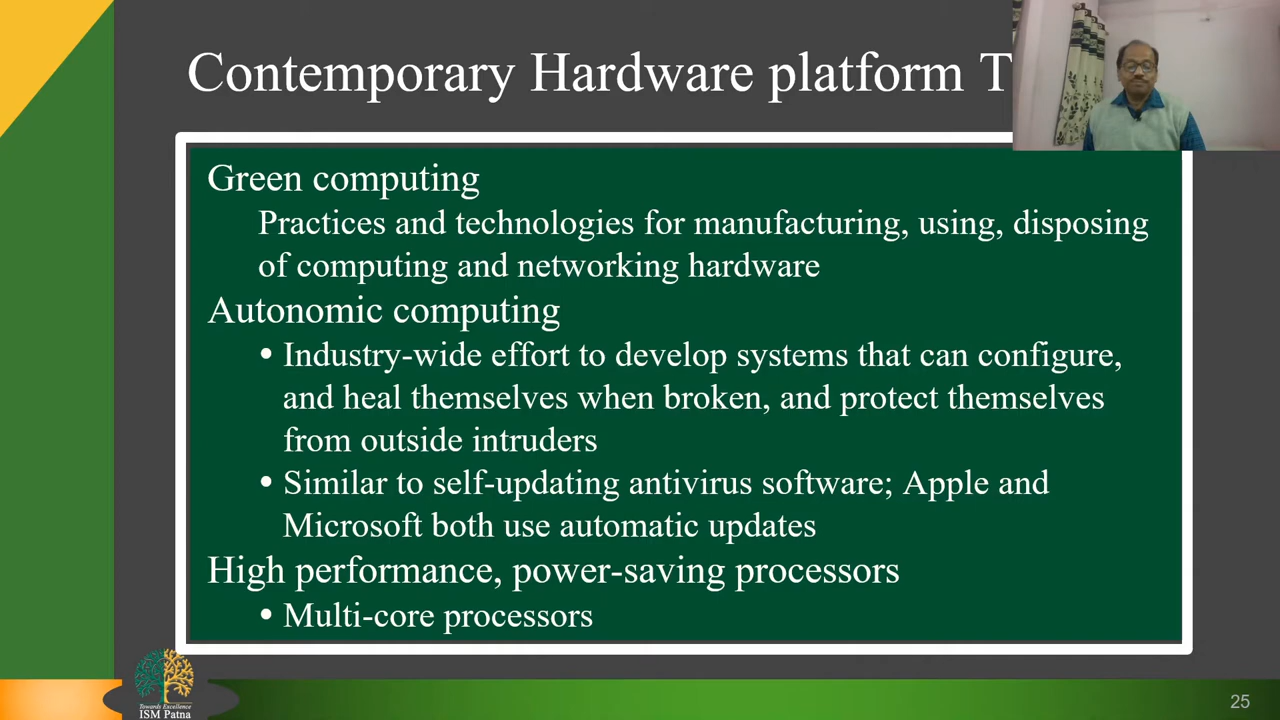 Contemporary Hardware platform T
Green computing
Practices and technologies for manufacturing, using, disposing
of computing and networking hardware
Autonomic computing
• Industry-wide effort to develop systems that can configure,
and heal themselves when broken, and protect themselves
from outside intruders
• Similar to self-updating antivirus software; Apple and
Microsoft both use automatic updates
High performance, power-saving processors
• Multi-core processors
Towards Excellence
ISM Patna
25